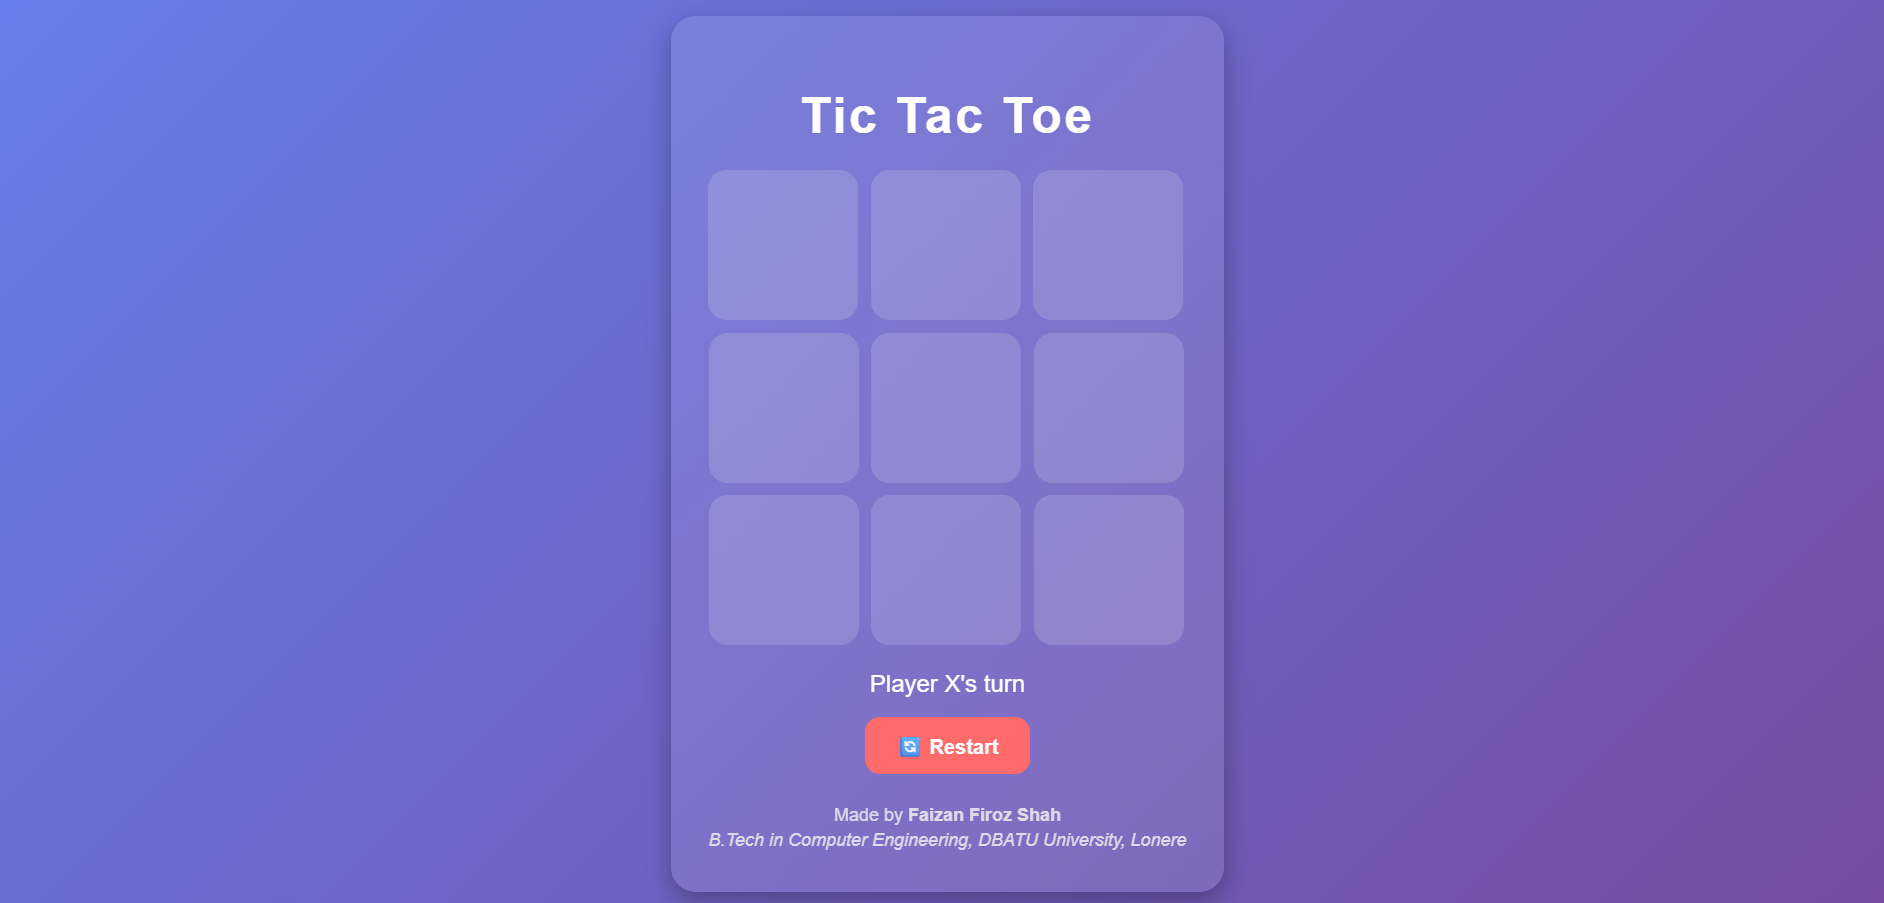 Tic Tac Toe
Player X's turn
🔄 Restart
Made by Faizan Firoz Shah
B.Tech in Computer Engineering, DBATU University, Lonere